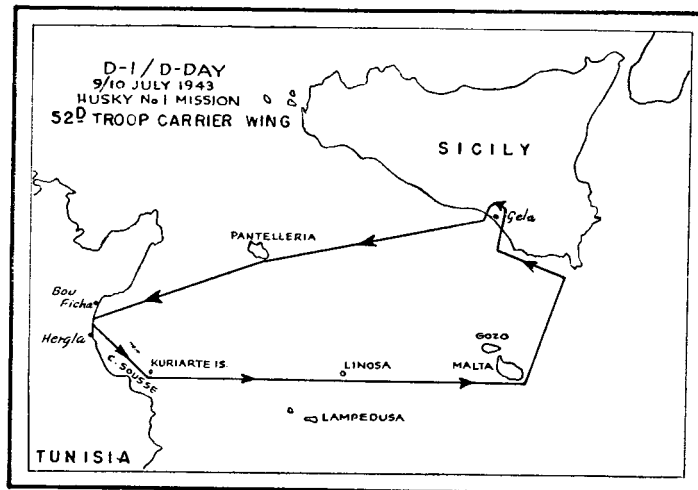 D-1 / D-DAY
9/10 JULY 1943
HUSKY No 1 MISSION
52D TROOP CARRIER WING
SICILY
Gela
PANTELLERIA
Bou
Ficha
Hergla
C. SOUSSE
KURIARTE IS.
LINOSA
GOZO
MALTA
LAMPEDUSA
TUNISIA